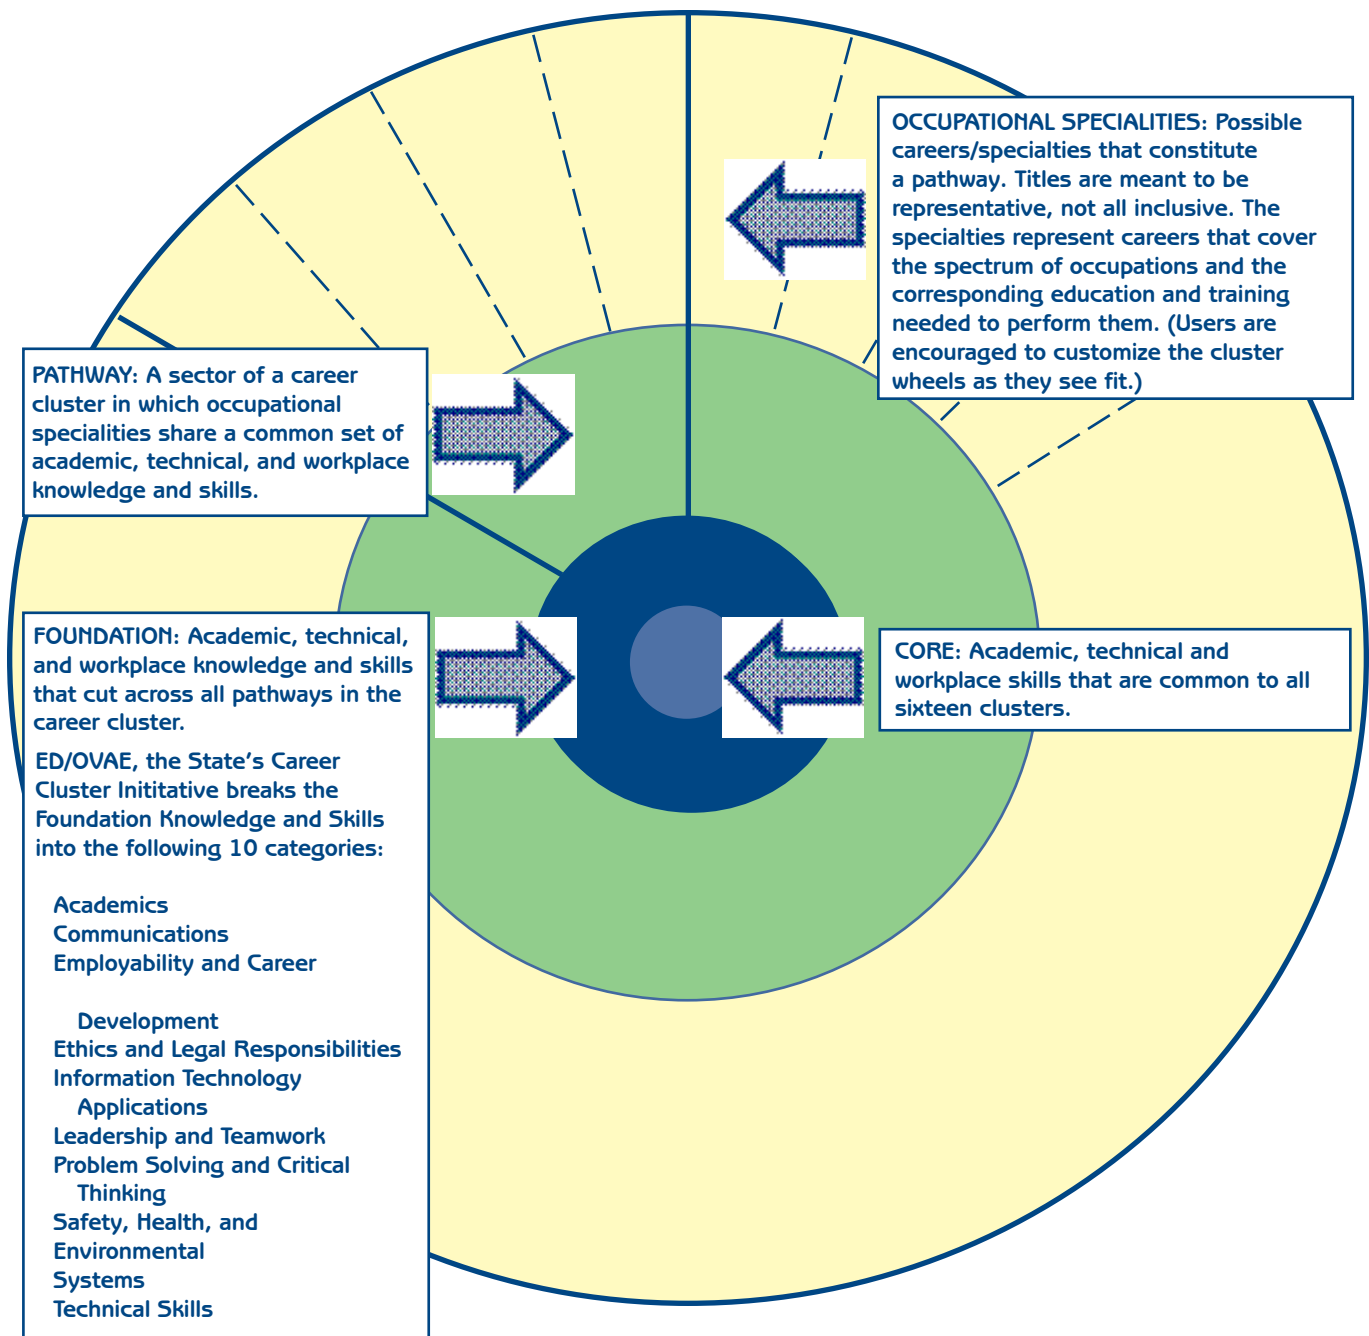 OCCUPATIONAL SPECIALITIES: Possible
careers/specialties that constitute
a pathway. Titles are meant to be
representative, not all inclusive. The
specialties represent careers that cover
the spectrum of occupations and the
corresponding education and training
needed to perform them. (Users are
encouraged to customize the cluster
wheels as they see fit.)
PATHWAY: A sector of a career
cluster in which occupational
specialities share a common set of
academic, technical, and workplace
knowledge and skills.
FOUNDATION: Academic, technical,
and workplace knowledge and skills
that cut across all pathways in the
career cluster.
ED/OVAE, the State's Career
Cluster Inititative breaks the
Foundation Knowledge and Skills
into the following 10 categories:
Academics
Communications
Employability and Career
Development
Ethics and Legal Responsibilities
Information Technology
Applications
Leadership and Teamwork
Problem Solving and Critical
Thinking
Safety, Health, and
Environmental
Systems
Technical Skills
CORE: Academic, technical and
workplace skills that are common to all
sixteen clusters.